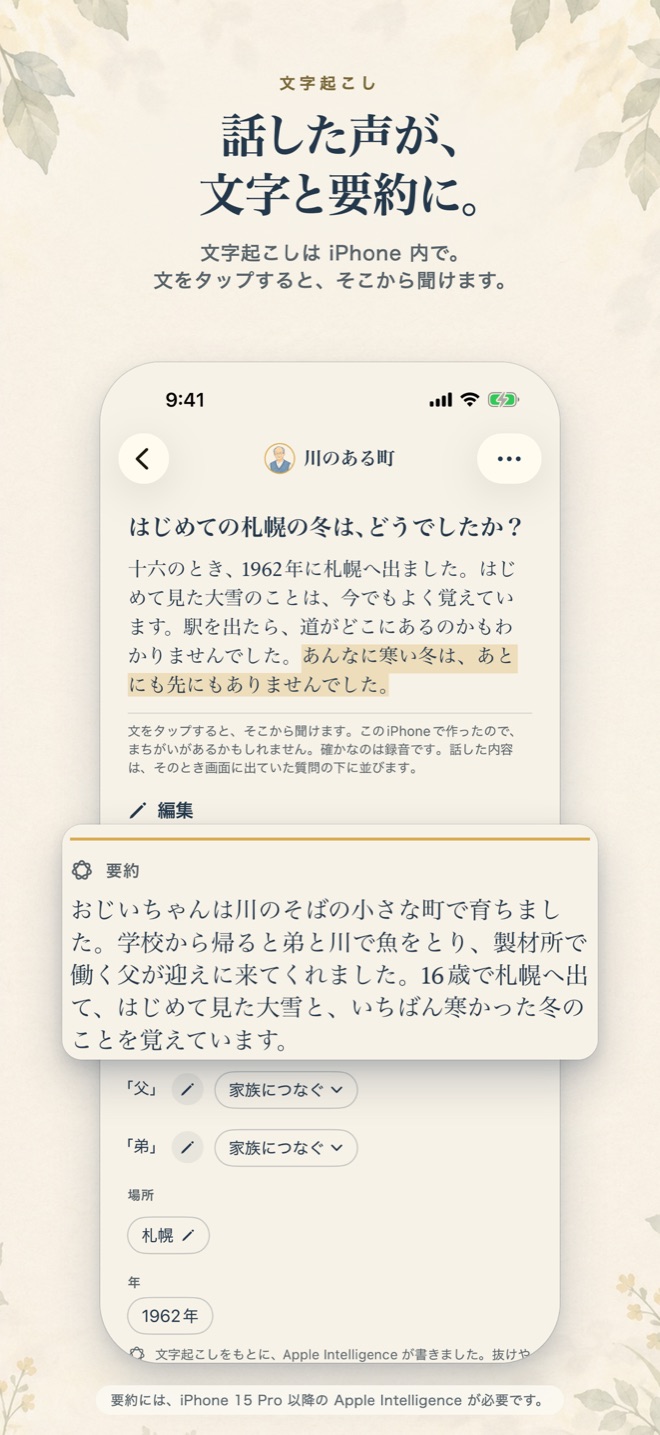 文字起こし
話した声が、
文字と要約に。
文字起こしは iPhone 内で。
文をタップすると、そこから聞けます。
9:41
川のある町
はじめての札幌の冬は、どうでしたか？
十六のとき、1962年に札幌へ出ました。はじ
めて見た大雪のことは、今でもよく覚えてい
ます。駅を出たら、道がどこにあるのかもわ
かりませんでした。あんなに寒い冬は、あと
にも先にもありませんでした。
文をタップすると、そこから聞けます。このiPhoneで作ったので、
まちがいがあるかもしれません。確かなのは録音です。話した内容
は、そのとき画面に出ていた質問の下に並びます。
編集
要約
おじいちゃんは川のそばの小さな町で育ちまし
た。学校から帰ると弟と川で魚をとり、製材所で
働く父が迎えに来てくれました。16歳で札幌へ出
て、はじめて見た大雪と、いちばん寒かった冬の
ことを覚えています。
「父」 家族につなぐ
「弟」 家族につなぐ
場所
札幌
年
1962年
文字起こしをもとに、Apple Intelligence が書きました。抜けや
要約には、iPhone 15 Pro 以降の Apple Intelligence が必要です。